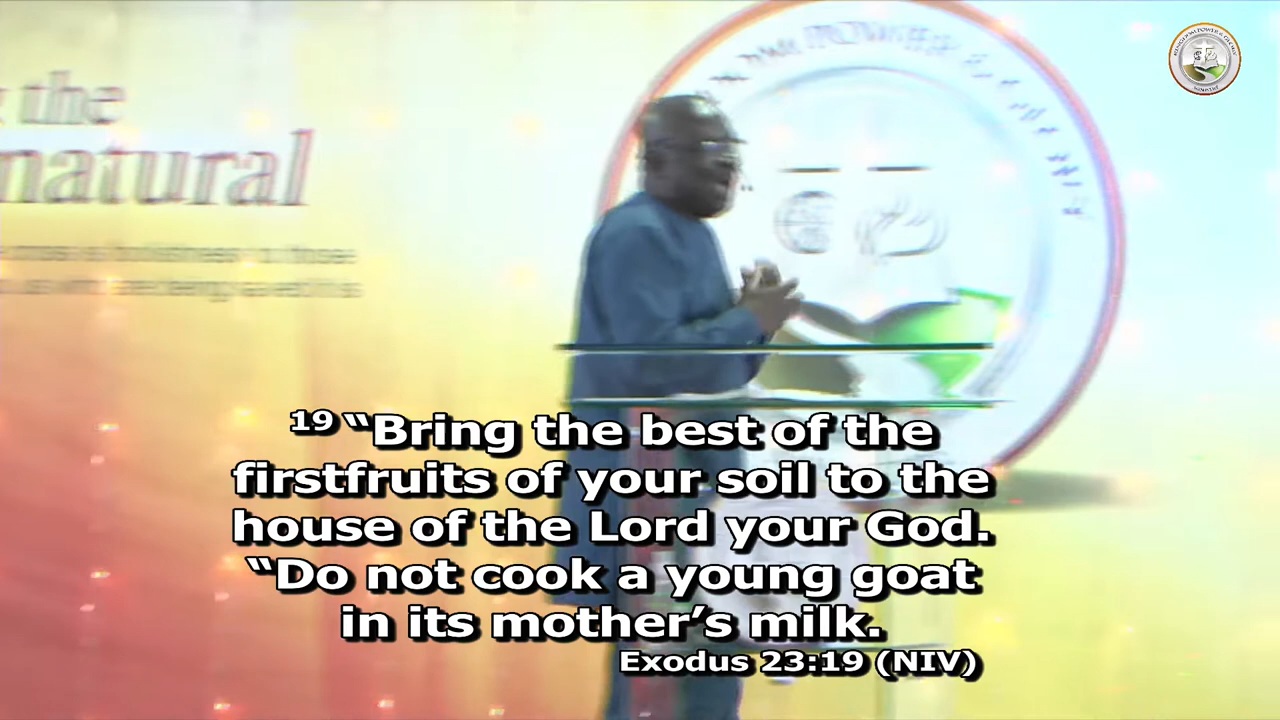 the
natural
19 “Bring the best of the
firstfruits of your soil to the
house of the Lord your God.
“Do not cook a young goat
in its mother’s milk.
Exodus 23:19 (NIV)